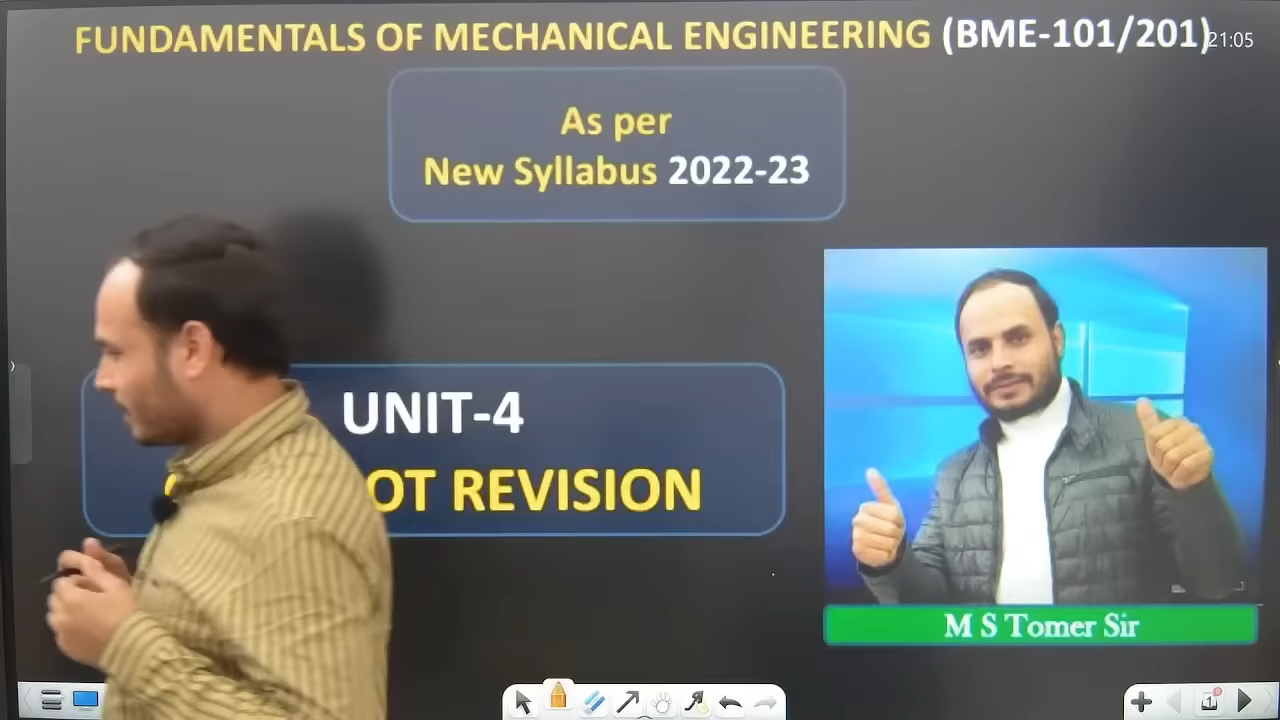 FUNDAMENTALS OF MECHANICAL ENGINEERING (BME-101/201)
21:05
As per
New Syllabus 2022-23
UNIT-4
OT REVISION
M S Tomer Sir
1